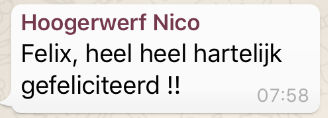 Hoogerwerf Nico
Felix, heel heel hartelijk
gefeliciteerd !!
07:58